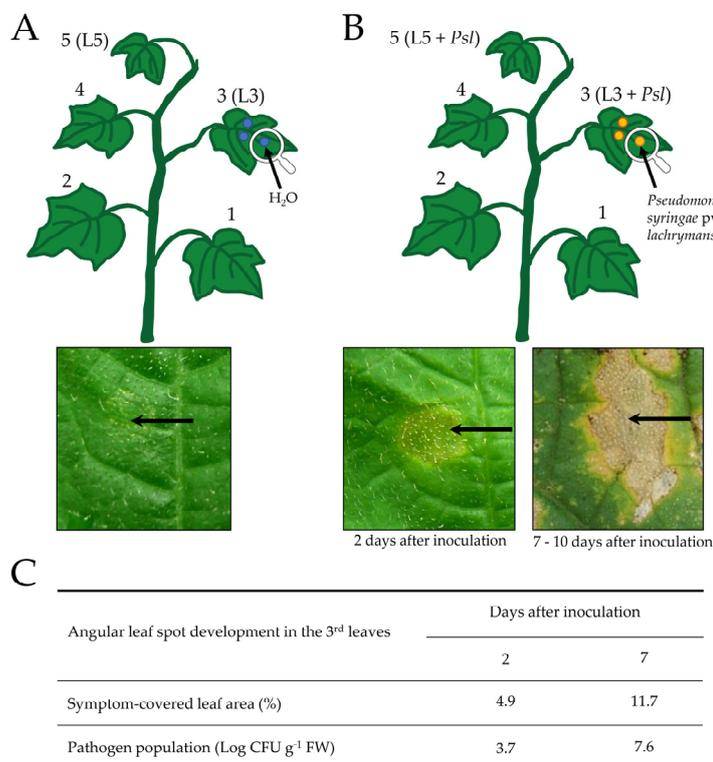 A
5 (L5)
4
3 (L3)
2
1
H₂O
B
5 (L5 + Psl)
4
3 (L3 + Psl)
2
1
syringae
2 days after inoculation
7 - 10 days after inoculation
C
Angular leaf spot development in the 3rd leaves
Days after inoculation
2 7
Symptom-covered leaf area (%) 4.9 11.7
Pathogen population (Log CFU g-1 FW) 3.7 7.6